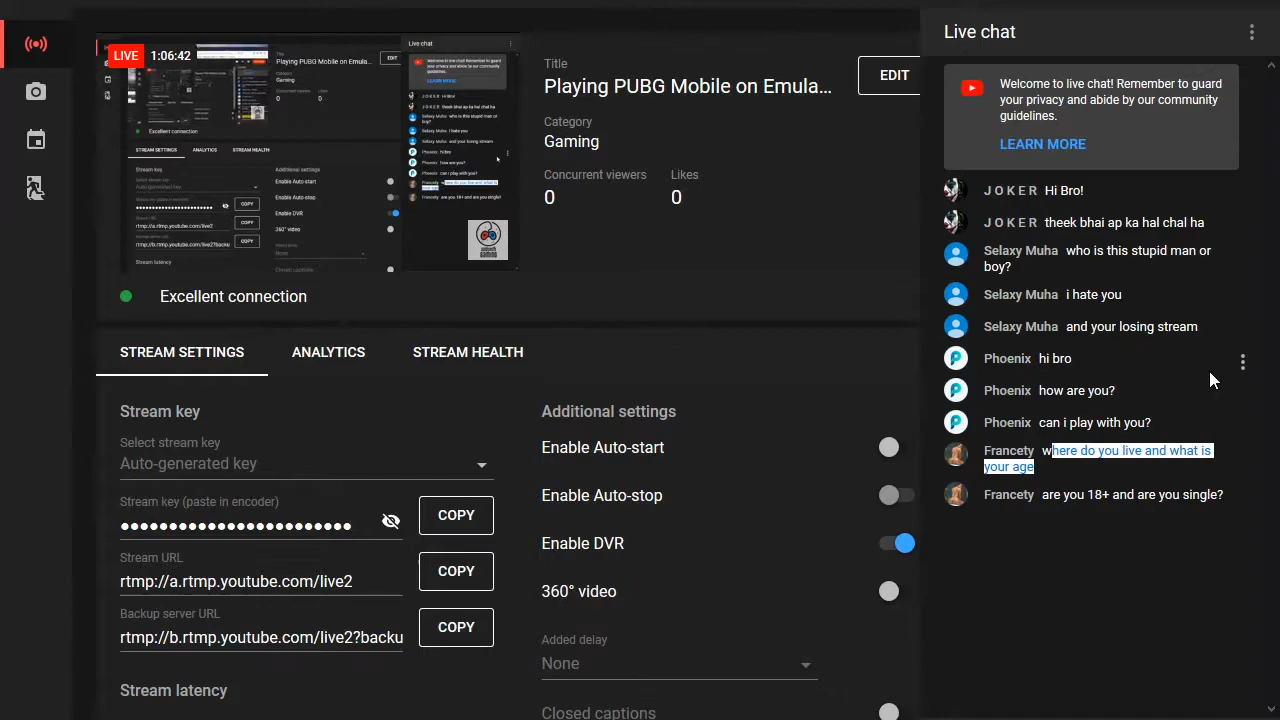 LIVE 1:06:42
Title
Playing PUBG Mobile on Emula...
EDIT
Category
Gaming
Concurrent viewers
Likes
0
0
Excellent connection
STREAM SETTINGS
ANALYTICS
STREAM HEALTH
Stream key
Select stream key
Auto-generated key
Stream key (paste in encoder)
••••••••••••••••••••••••
COPY
Stream URL
rtmp://a.rtmp.youtube.com/live2
COPY
Backup server URL
rtmp://b.rtmp.youtube.com/live2?backu
COPY
Stream latency
Additional settings
Enable Auto-start
Enable Auto-stop
Enable DVR
360° video
Added delay
None
Closed captions
Live chat
Welcome to live chat! Remember to guard
your privacy and abide by our community
guidelines.
LEARN MORE
J O K E R Hi Bro!
J O K E R theek bhai ap ka hal chal ha
Selaxy Muha who is this stupid man or
boy?
Selaxy Muha i hate you
Selaxy Muha and your losing stream
Phoenix hi bro
Phoenix how are you?
Phoenix can i play with you?
Francety where do you live and what is
your age
Francety are you 18+ and are you single?